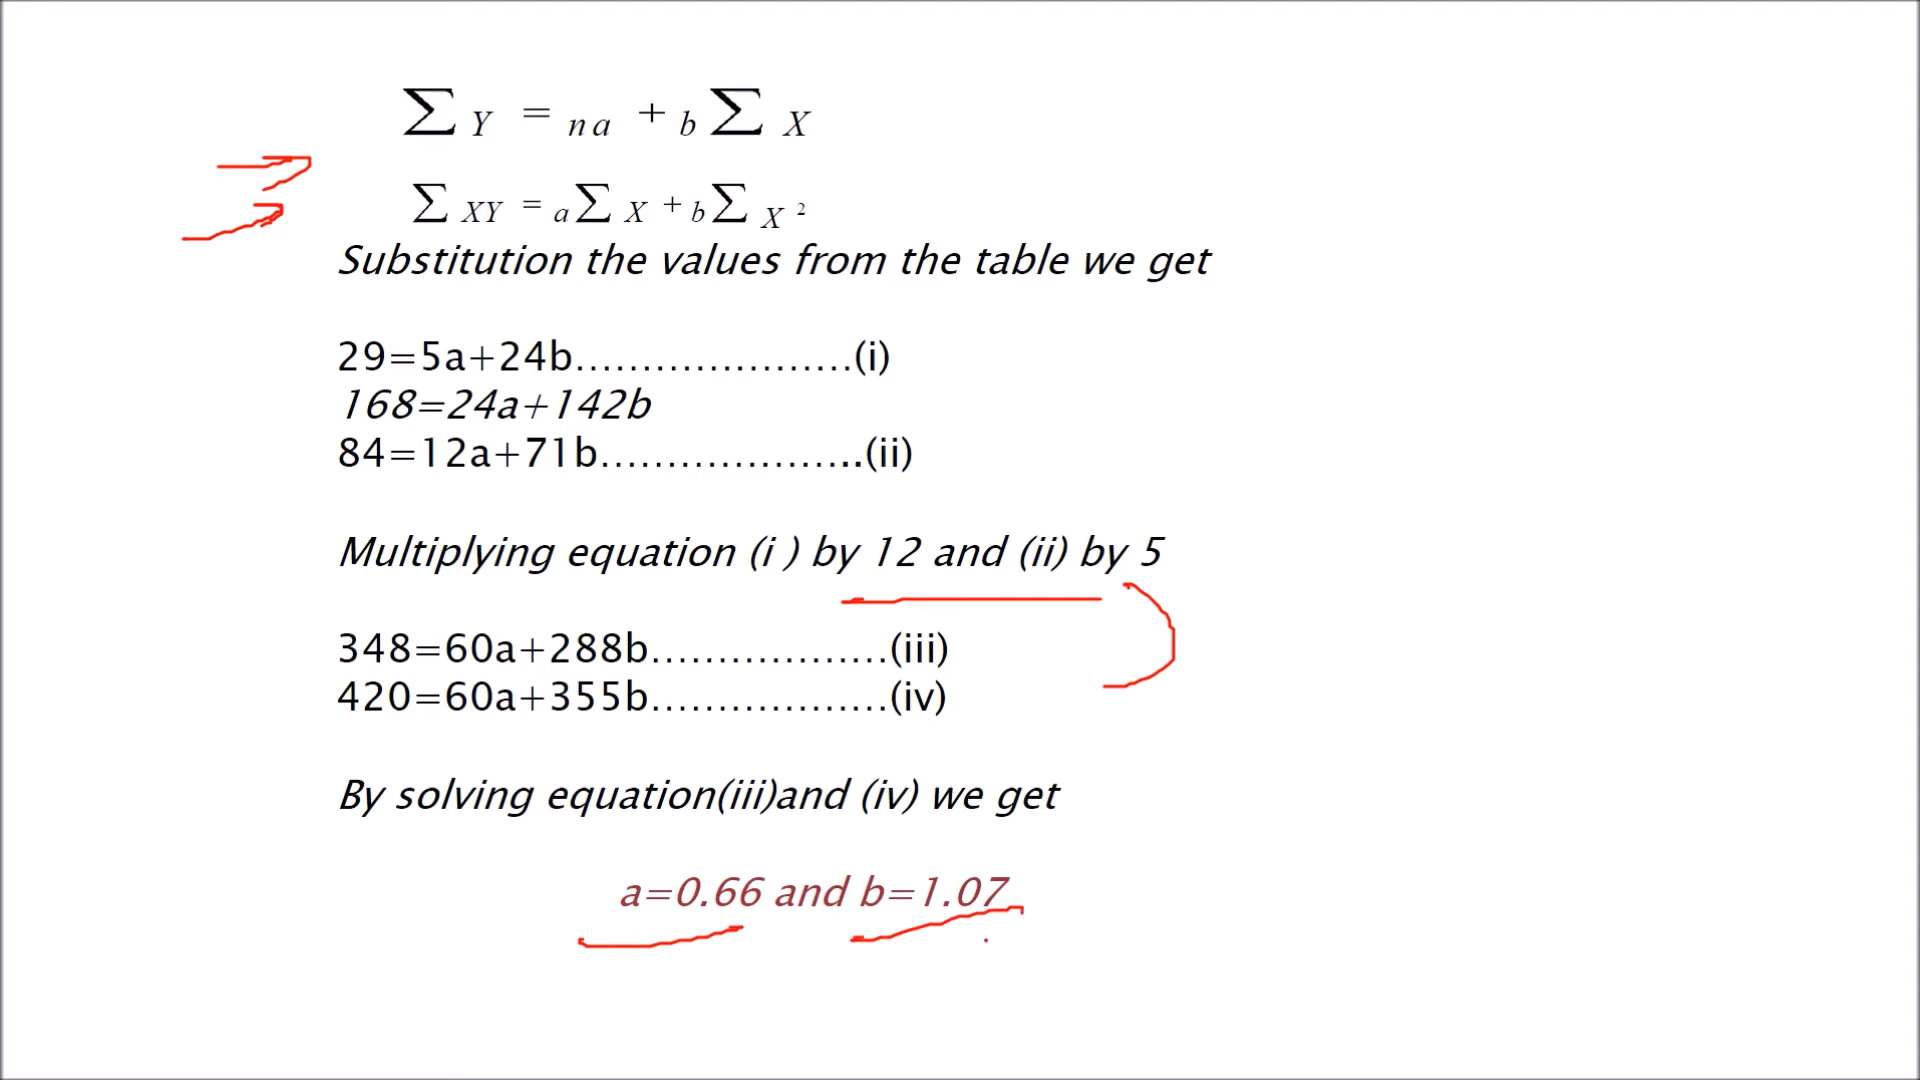 ∑ Y = na + b ∑ X
∑ XY = a ∑ X + b ∑ X ²
Substitution the values from the table we get
29=5a+24b…………………(i)
168=24a+142b
84=12a+71b………………..(ii)
Multiplying equation (i ) by 12 and (ii) by 5
348=60a+288b………………(iii)
420=60a+355b………………(iv)
By solving equation(iii)and (iv) we get
a=0.66 and b=1.07